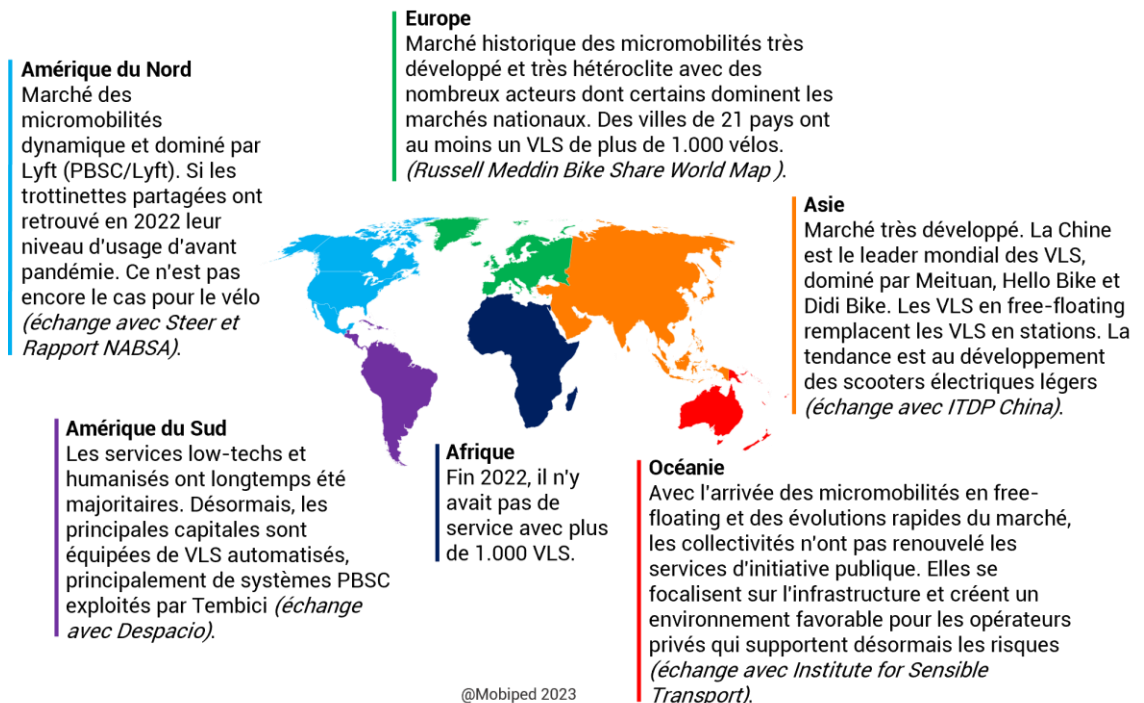 Europe
Marché historique des micromobilités très
développé et très hétéroclite avec des
nombreux acteurs dont certains dominent les
marchés nationaux. Des villes de 21 pays ont
au moins un VLS de plus de 1.000 vélos.
(Russell Meddin Bike Share World Map ).
Amérique du Nord
Marché des
micromobilités
dynamique et dominé par
Lyft (PBSC/Lyft). Si les
trottinettes partagées ont
retrouvé en 2022 leur
niveau d'usage d'avant
pandémie. Ce n'est pas
encore le cas pour le vélo
(échange avec Steer et
Rapport NABSA).
Asie
Marché très développé. La Chine
est le leader mondial des VLS,
dominé par Meituan, Hello Bike et
Didi Bike. Les VLS en free-floating
remplacent les VLS en stations. La
tendance est au développement
des scooters électriques légers
(échange avec ITDP China).
Amérique du Sud
Les services low-techs et
humanisés ont longtemps été
majoritaires. Désormais, les
principales capitales sont
équipées de VLS automatisés,
principalement de systèmes PBSC
exploités par Tembici (échange
avec Despacio).
Afrique
Fin 2022, il n'y
avait pas de
service avec plus
de 1.000 VLS.
Océanie
Avec l'arrivée des micromobilités en free-
floating et des évolutions rapides du marché,
les collectivités n'ont pas renouvelé les
services d'initiative publique. Elles se
focalisent sur l'infrastructure et créent un
environnement favorable pour les opérateurs
privés qui supportent désormais les risques
(échange avec Institute for Sensible
Transport).
@Mobiped 2023